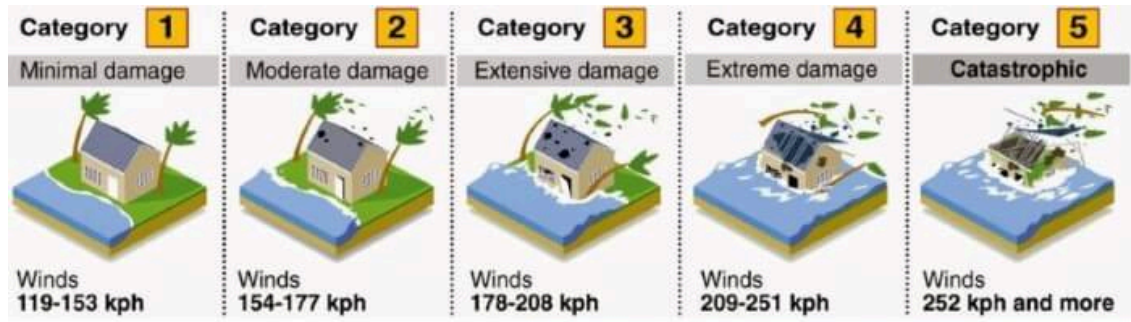 Category 1
Minimal damage
Winds
119-153 kph
Category 2
Moderate damage
Winds
154-177 kph
Category 3
Extensive damage
Winds
178-208 kph
Category 4
Extreme damage
Winds
209-251 kph
Category 5
Catastrophic
Winds
252 kph and more